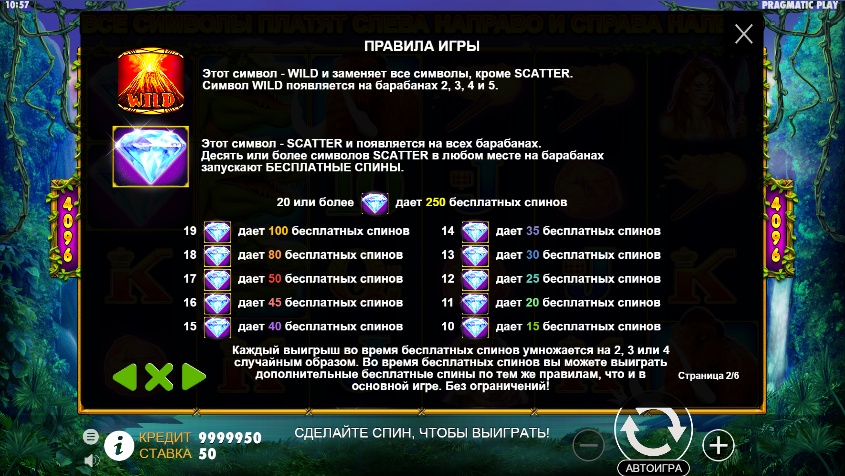 10:57
PRAGMATIC PLAY
ВСЕ СИМВОЛЫ ПЛАТЯТ СЛЕВА НАПРАВО И СПРАВА НАЛЕ
ПРАВИЛА ИГРЫ
WILD
Этот символ - WILD и заменяет все символы, кроме SCATTER.
Символ WILD появляется на барабанах 2, 3, 4 и 5.
Этот символ - SCATTER и появляется на всех барабанах.
Десять или более символов SCATTER в любом месте на барабанах
запускают БЕСПЛАТНЫЕ СПИНЫ.
20 или более дает 250 бесплатных спинов
19 дает 100 бесплатных спинов
18 дает 80 бесплатных спинов
17 дает 50 бесплатных спинов
16 дает 45 бесплатных спинов
15 дает 40 бесплатных спинов
14 дает 35 бесплатных спинов
13 дает 30 бесплатных спинов
12 дает 25 бесплатных спинов
11 дает 20 бесплатных спинов
10 дает 15 бесплатных спинов
4096
4096
Каждый выигрыш во время бесплатных спинов умножается на 2, 3 или 4
случайным образом. Во время бесплатных спинов вы можете выиграть
дополнительные бесплатные спины по тем же правилам, что и в
основной игре. Без ограничений!
Страница 2/6
КРЕДИТ 9999950
СТАВКА 50
СДЕЛАЙТЕ СПИН, ЧТОБЫ ВЫИГРАТЬ!
АВТОИГРА